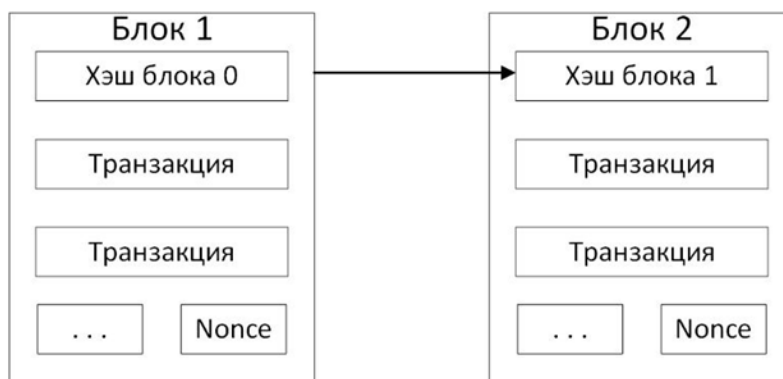 Блок 1
Хэш блока 0
Транзакция
Транзакция
. . .
Nonce
Блок 2
Хэш блока 1
Транзакция
Транзакция
. . .
Nonce